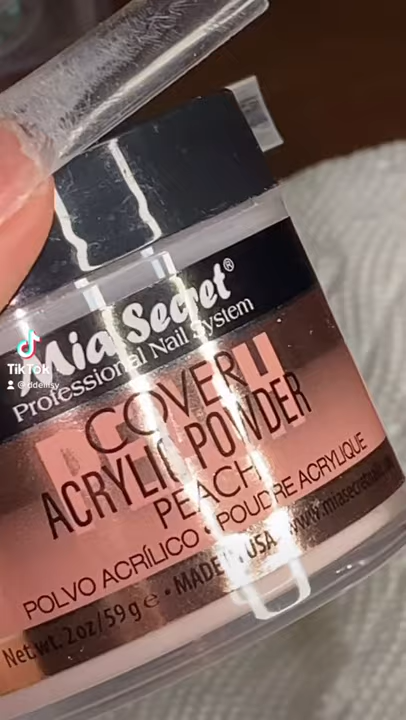 Mia Secret®
Professional Nail System
COVER
ACRYLIC POWDER
PEACH
POLVO ACRÍLICO • POUDRE ACRYLIQUE
Net wt. 2oz/59g e • MADE IN USA www.miasecret
TikTok